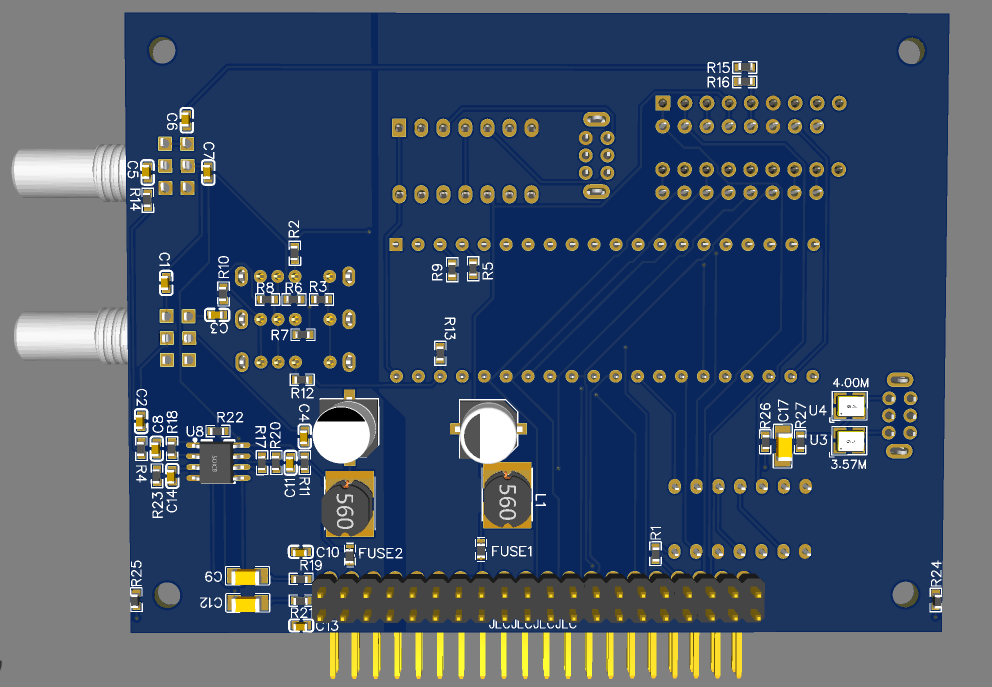 R15
R16
C6
C7
C5
R14
R2
C1
R10
R9
R5
R8 R6 R3
C3
R7
R13
R12
4.00M
C2
C8
R18
R22
U8
SOIC8
C4
R26
C17
R27
U4
U3
R4
R17
R20
C11
R11
3.57M
R23
C14
560
560
L1
C10
FUSE2
FUSE1
R1
R19
R25
C9
R24
C12
R21
C13
JLCJLCJLCJLC